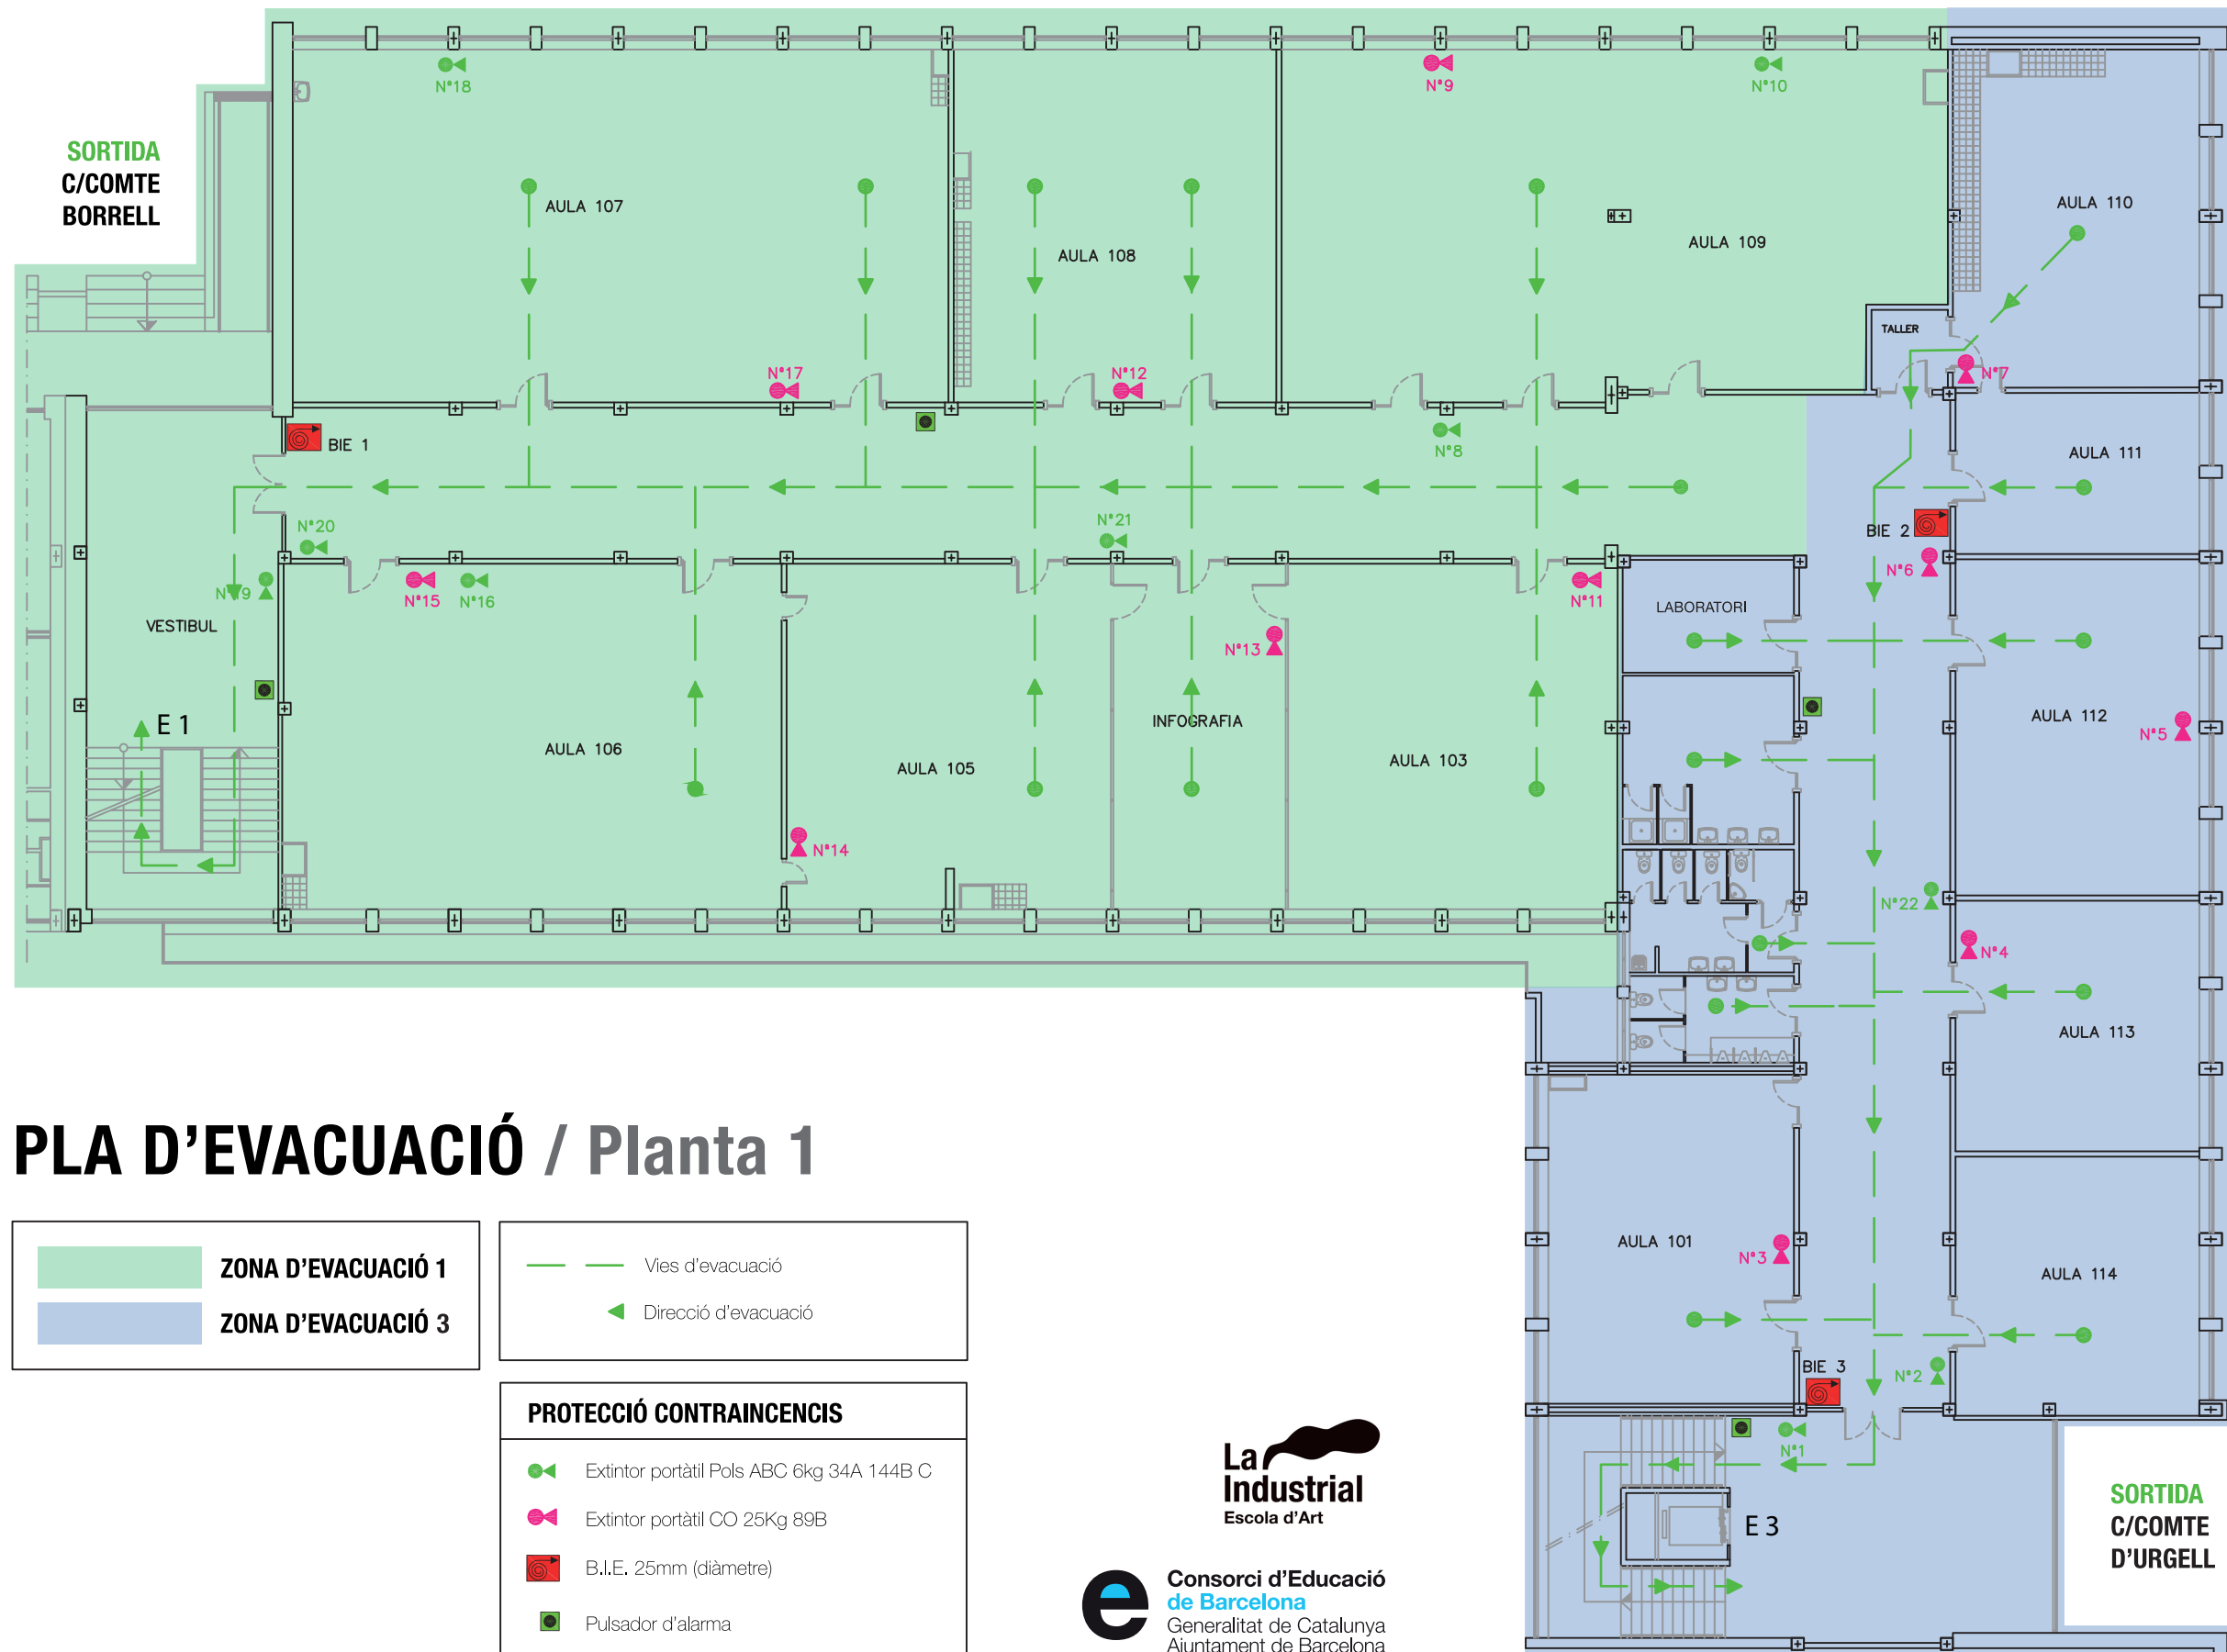 N°18
N°9
N°10
SORTIDA
C/COMTE
BORRELL
AULA 107
AULA 108
AULA 109
AULA 110
TALLER
N°17
N°12
N°7
BIE 1
N°8
AULA 111
N°20
N°21
BIE 2
N°19
N°15
N°16
N°11
N°6
LABORATORI
VESTIBUL
N°13
E 1
INFOGRAFIA
AULA 112
N°5
AULA 106
AULA 105
AULA 103
N°14
N°22
N°4
AULA 113
PLA D’EVACUACIÓ / Planta 1
ZONA D’EVACUACIÓ 1
ZONA D’EVACUACIÓ 3
Vies d’evacuació
Direcció d’evacuació
AULA 101
N°3
AULA 114
BIE 3
N°2
N°1
PROTECCIÓ CONTRAINCENCIS
Extintor portàtil Pols ABC 6kg 34A 144B C
Extintor portàtil CO 25Kg 89B
B.I.E. 25mm (diàmetre)
Pulsador d’alarma
La
Industrial
Escola d’Art
E 3
SORTIDA
C/COMTE
D’URGELL
e
Consorci d’Educació
de Barcelona
Generalitat de Catalunya
Ajuntament de Barcelona